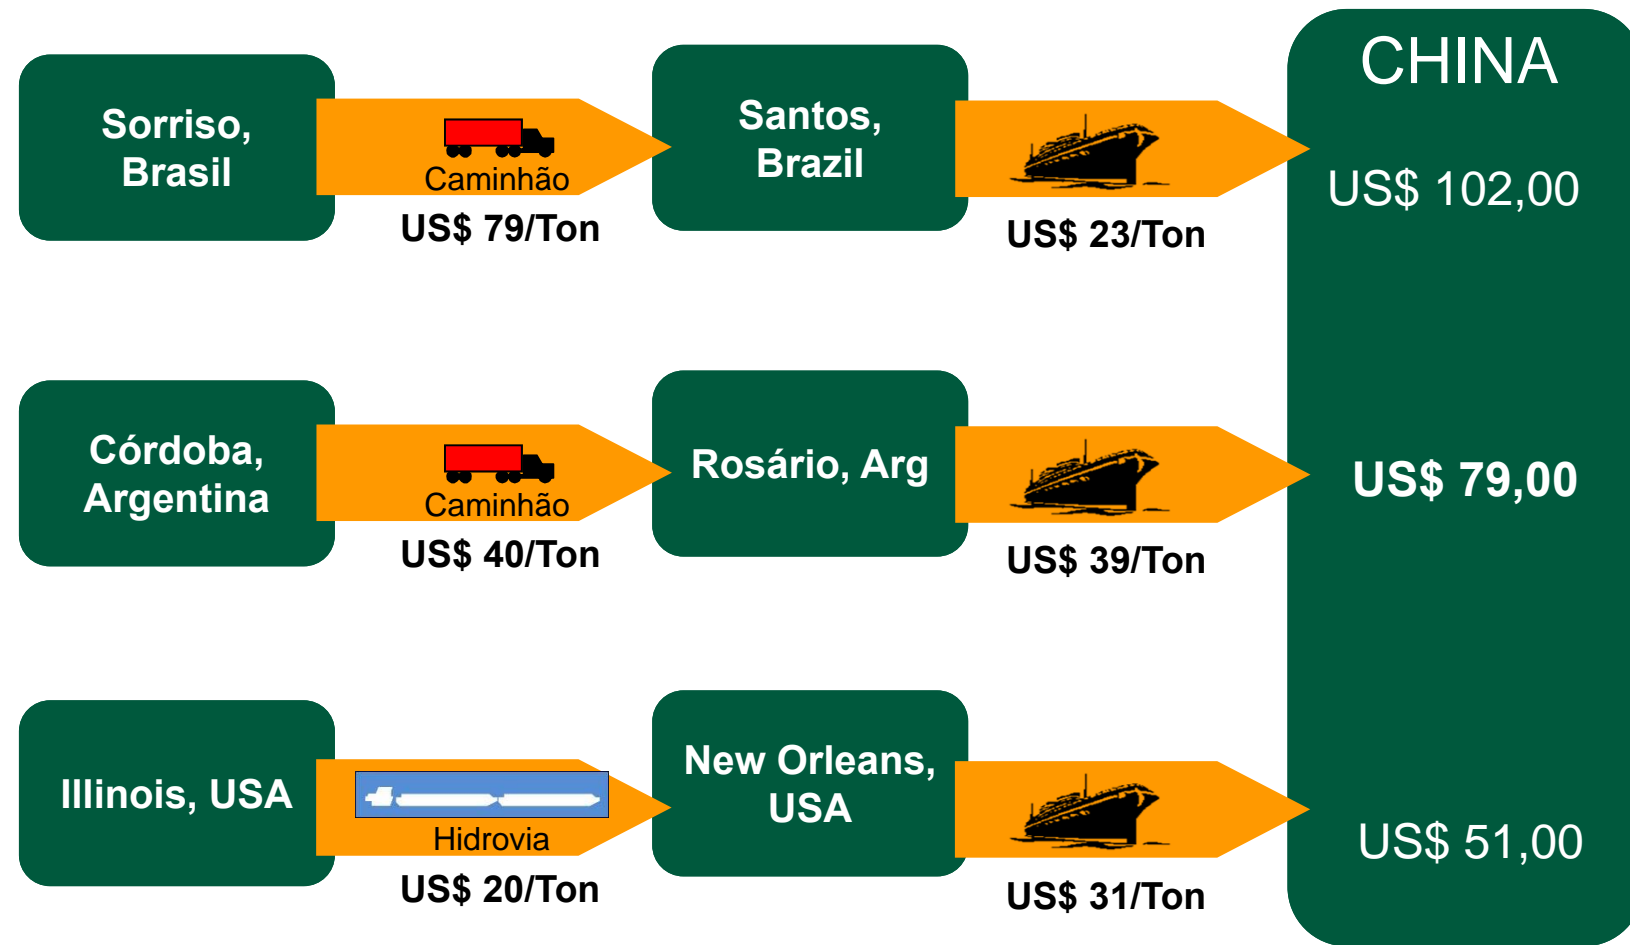 CHINA
Sorriso,
Brasil
Caminhão
US$ 79/Ton
Santos,
Brazil
US$ 23/Ton
US$ 102,00
Córdoba,
Argentina
Caminhão
US$ 40/Ton
Rosário, Arg
US$ 39/Ton
US$ 79,00
Illinois, USA
Hidrovia
US$ 20/Ton
New Orleans,
USA
US$ 31/Ton
US$ 51,00